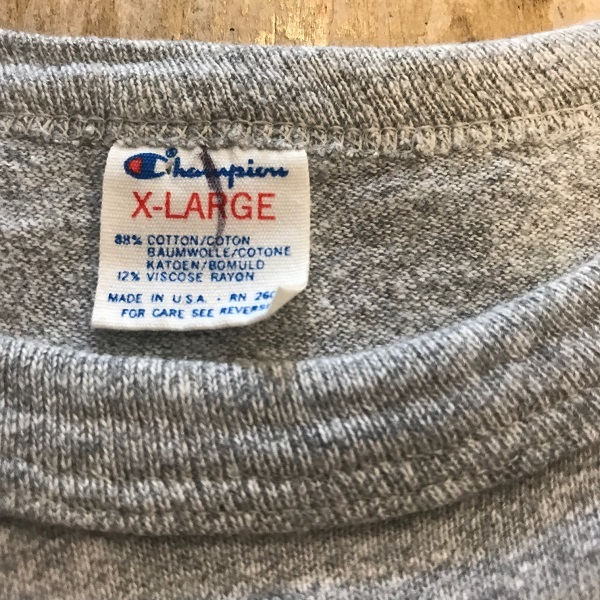 Champion
X-LARGE
88% COTTON/COTON
BAUMWOLLE/COTONE
KATOEN/BOMULD
12% VISCOSE RAYON
MADE IN U.S.A. - RN
FOR CARE SEE